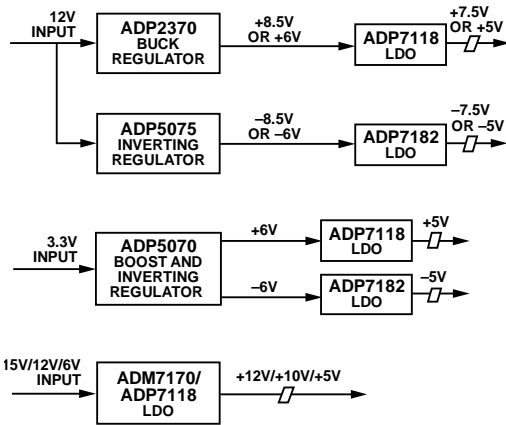 12V
INPUT
ADP2370
BUCK
REGULATOR
+8.5V
OR +6V
ADP7118
LDO
+7.5V
OR +5V
ADP5075
INVERTING
REGULATOR
–8.5V
OR –6V
ADP7182
LDO
–7.5V
OR –5V
3.3V
INPUT
ADP5070
BOOST AND
INVERTING
REGULATOR
+6V
ADP7118
LDO
+5V
–6V
ADP7182
LDO
–5V
15V/12V/6V
INPUT
ADM7170/
ADP7118
LDO
+12V/+10V/+5V